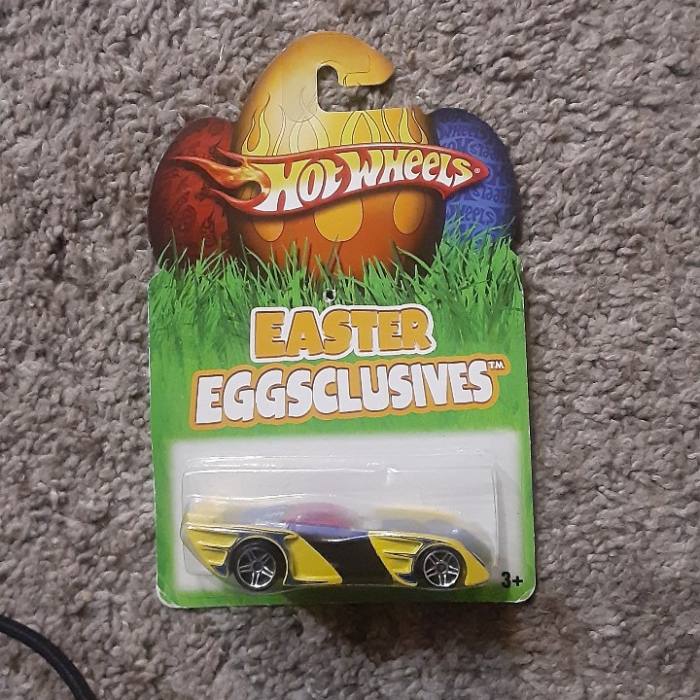 HOT WHEELS
EASTER
EGGSCLUSIVES™
3+